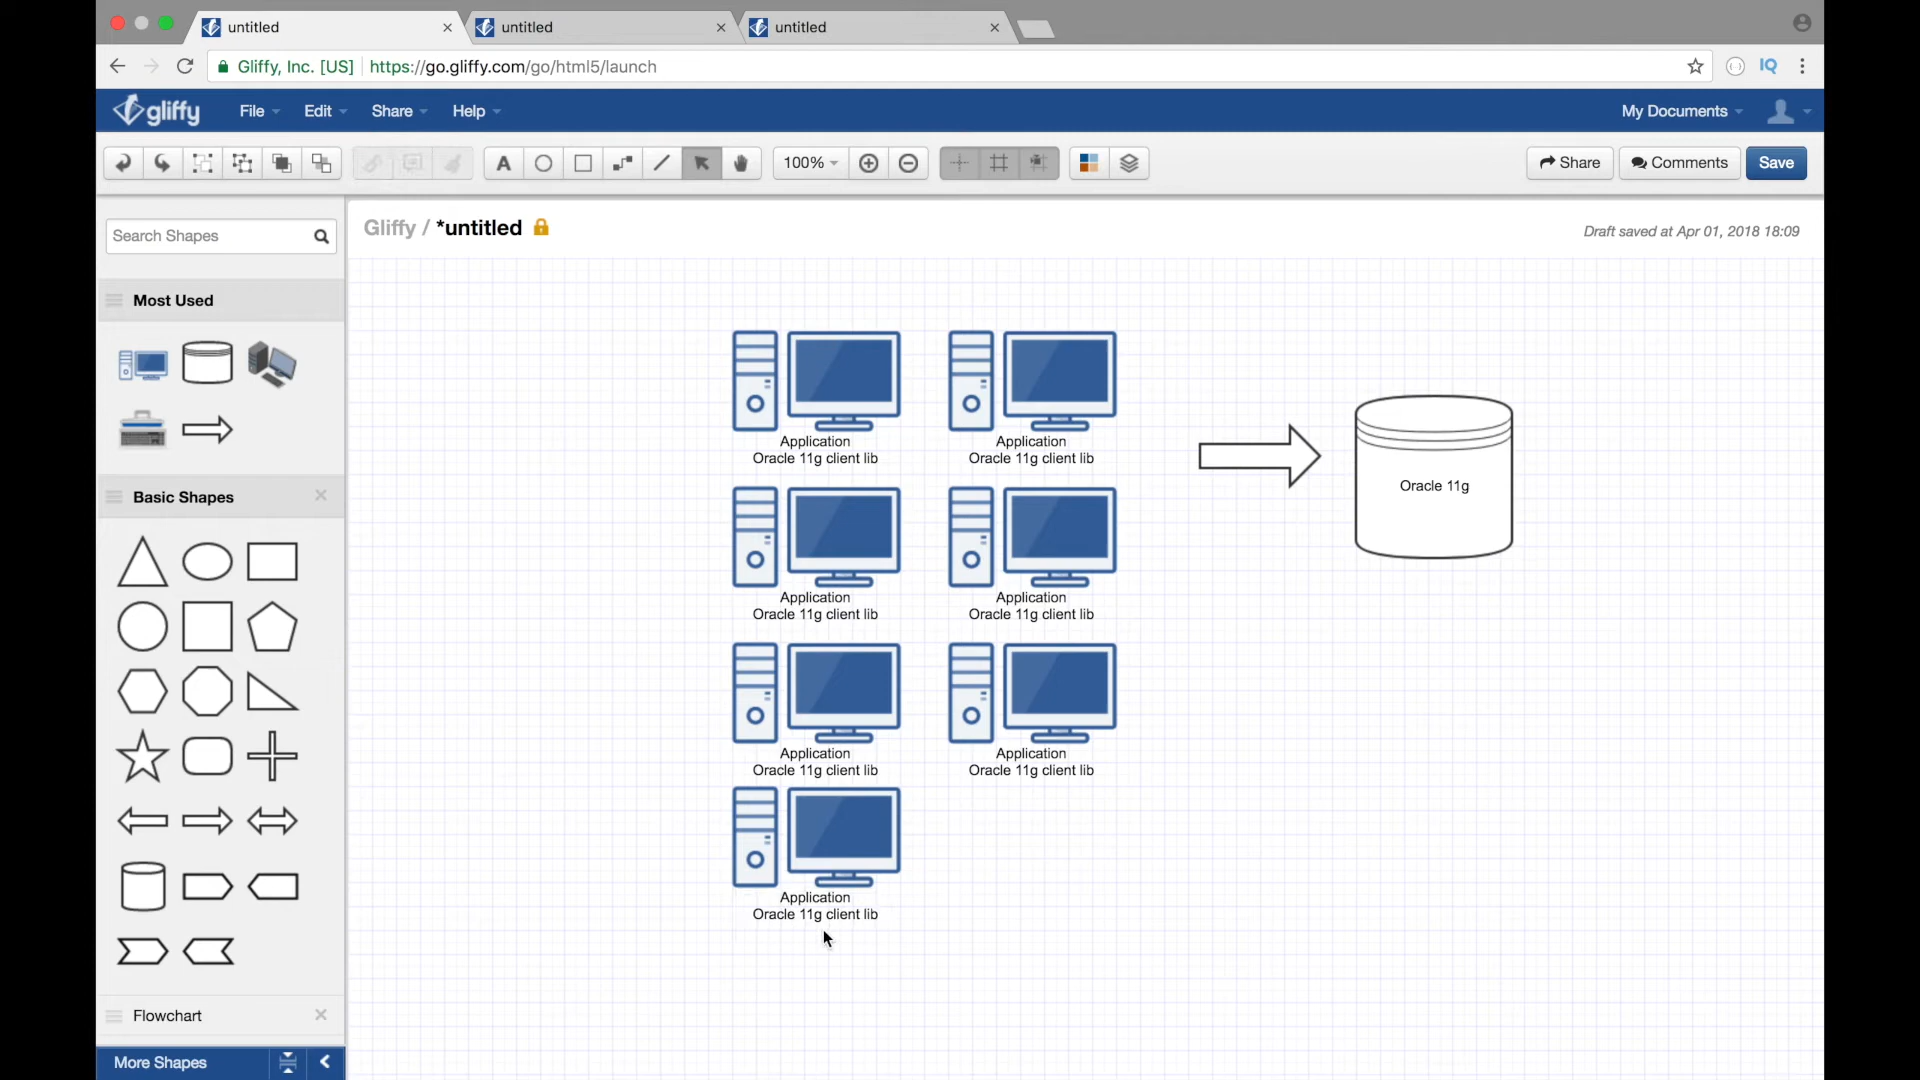 untitled
untitled
untitled
Gliffy, Inc. [US]
https://go.gliffy.com/go/html5/launch
IQ
gliffy
File
Edit
Share
Help
My Documents
A
100%
Share
Comments
Save
Search Shapes
Gliffy / *untitled
Draft saved at Apr 01, 2018 18:09
Most Used
Basic Shapes
Flowchart
More Shapes
Application
Oracle 11g client lib
Application
Oracle 11g client lib
Oracle 11g
Application
Oracle 11g client lib
Application
Oracle 11g client lib
Application
Oracle 11g client lib
Application
Oracle 11g client lib
Application
Oracle 11g client lib